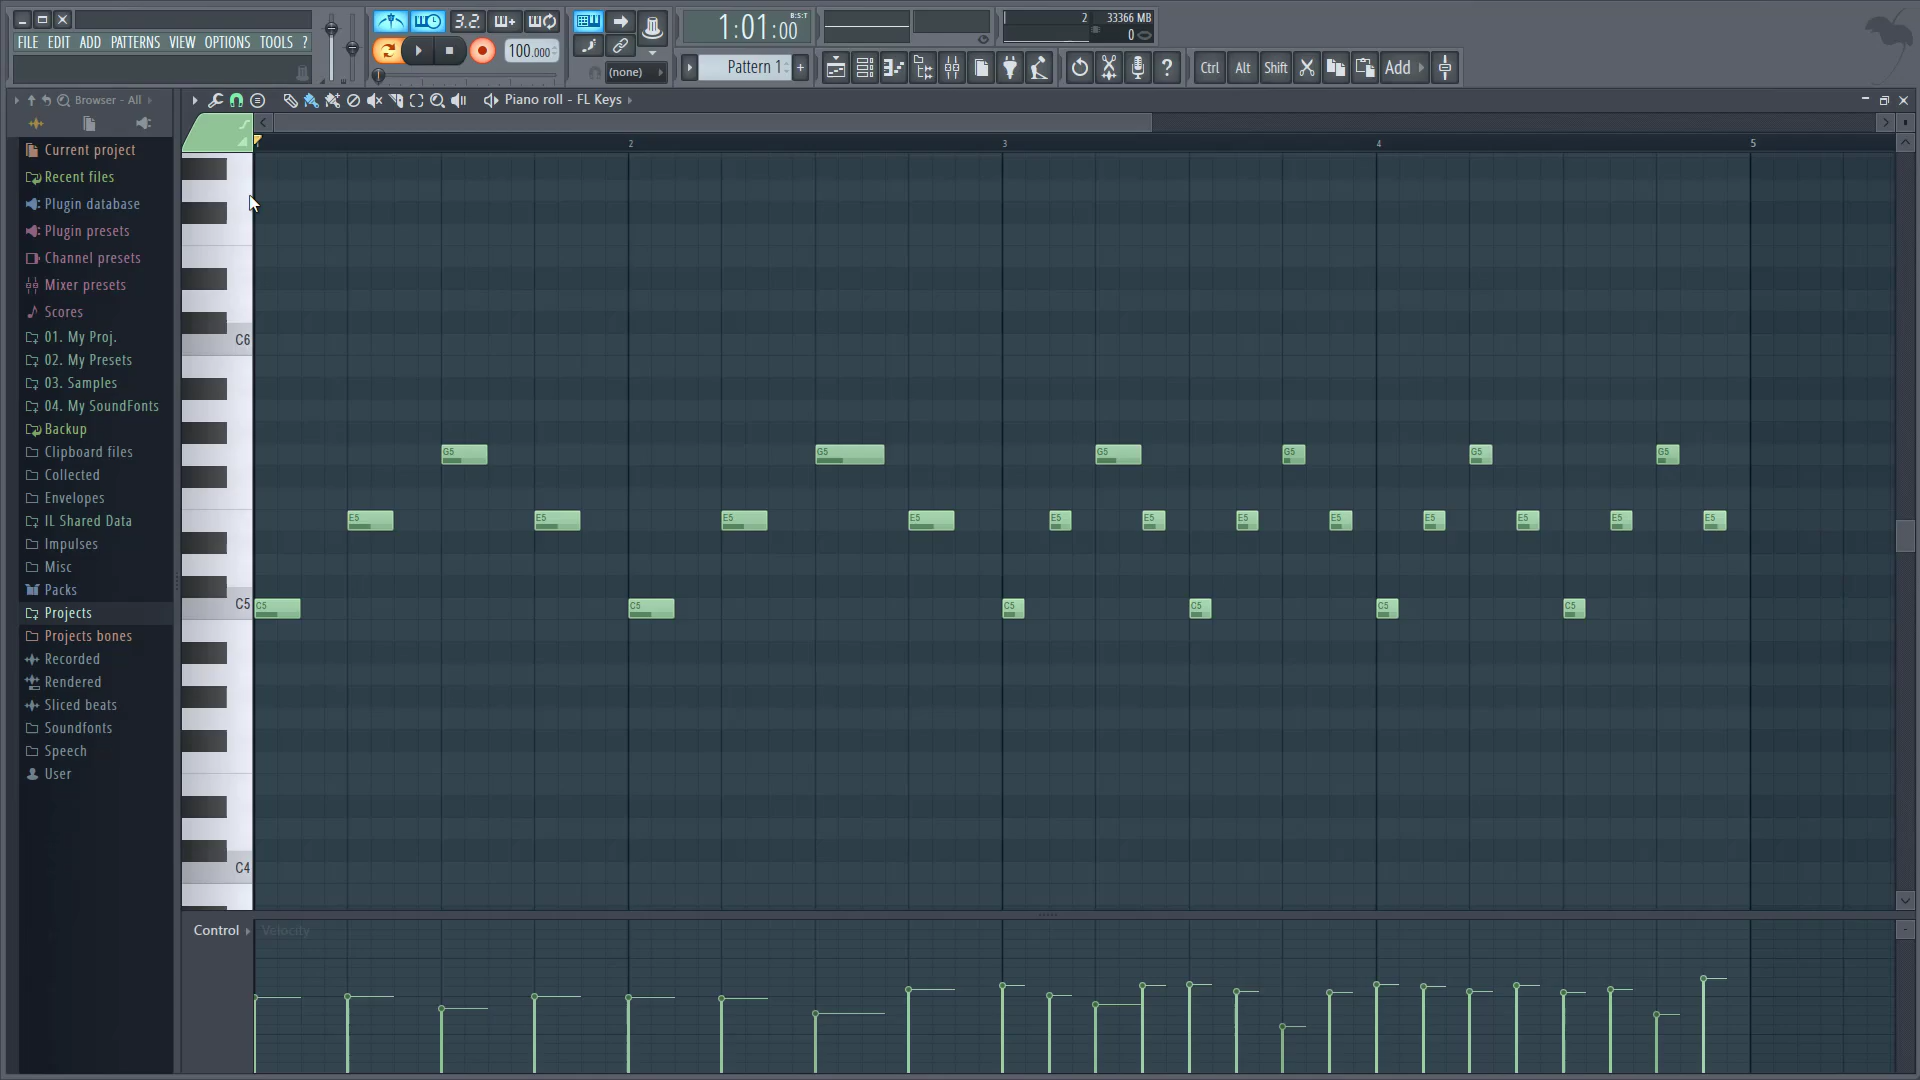 FILE EDIT ADD PATTERNS VIEW OPTIONS TOOLS ?
3.2.
100.000
(none)
1:01:00
B:S:T
Pattern 1
+
2
33366 MB
0
?
Ctrl
Alt
Shift
Add
Browser - All
Piano roll - FL Keys
Current project
Recent files
Plugin database
Plugin presets
Channel presets
Mixer presets
Scores
01. My Proj.
02. My Presets
03. Samples
04. My SoundFonts
Backup
Clipboard files
Collected
Envelopes
IL Shared Data
Impulses
Misc
Packs
Projects
Projects bones
Recorded
Rendered
Sliced beats
Soundfonts
Speech
User
2 3 4 5
C6
G5 G5 G5 G5 G5 G5
E5 E5 E5 E5 E5 E5 E5 E5 E5 E5 E5 E5
C5
C5 C5 C5 C5 C5 C5
C4
Control
Velocity